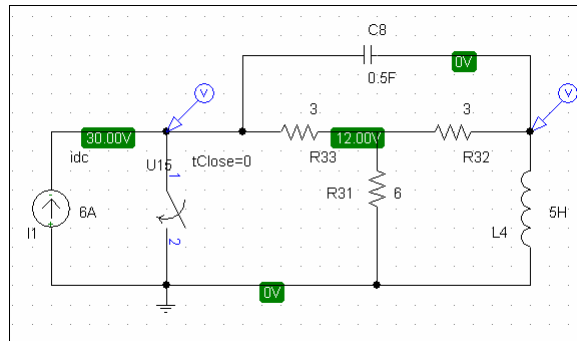 C8
0V
0.5F
V
V
3
3
30.00V
12.00V
idc
U15
tClose=0
R33
R32
1
R31
6
I1
6A
5H
L4
2
0V